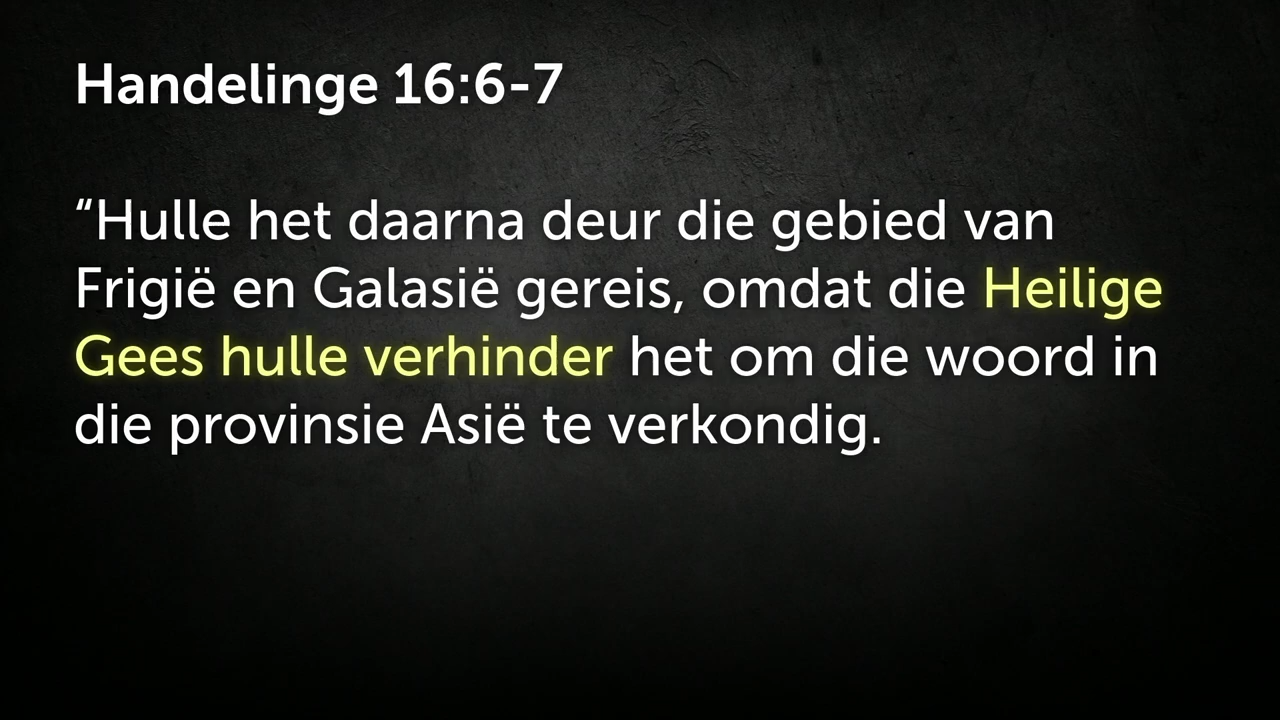 Handelinge 16:6-7
“Hulle het daarna deur die gebied van
Frigië en Galasië gereis, omdat die Heilige
Gees hulle verhinder het om die woord in
die provinsie Asië te verkondig.